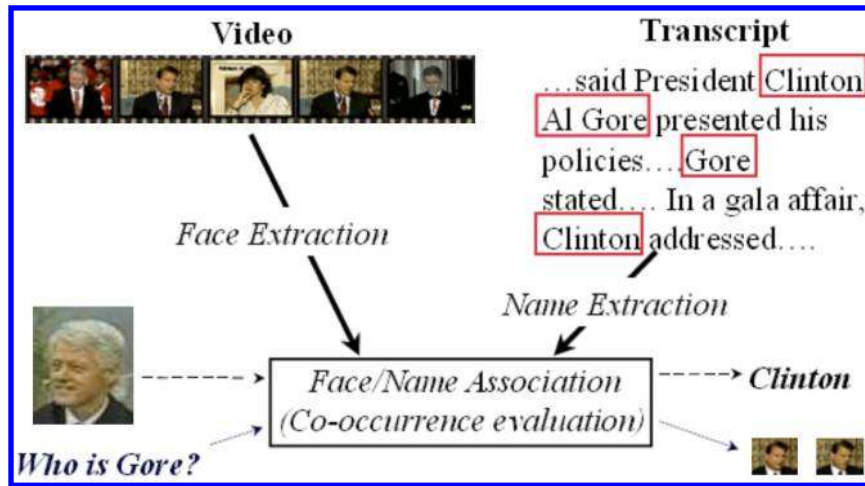 Video
Transcript
....said President Clinton
Al Gore presented his
policies.... Gore
stated.... In a gala affair,
Clinton addressed....
Face Extraction
Name Extraction
Face/Name Association
(Co-occurrence evaluation)
Clinton
Who is Gore?